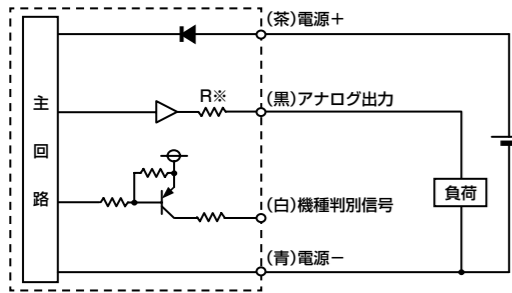 (茶)電源＋
R※
(黒)アナログ出力
主回路
(白)機種判別信号
負荷
(青)電源－